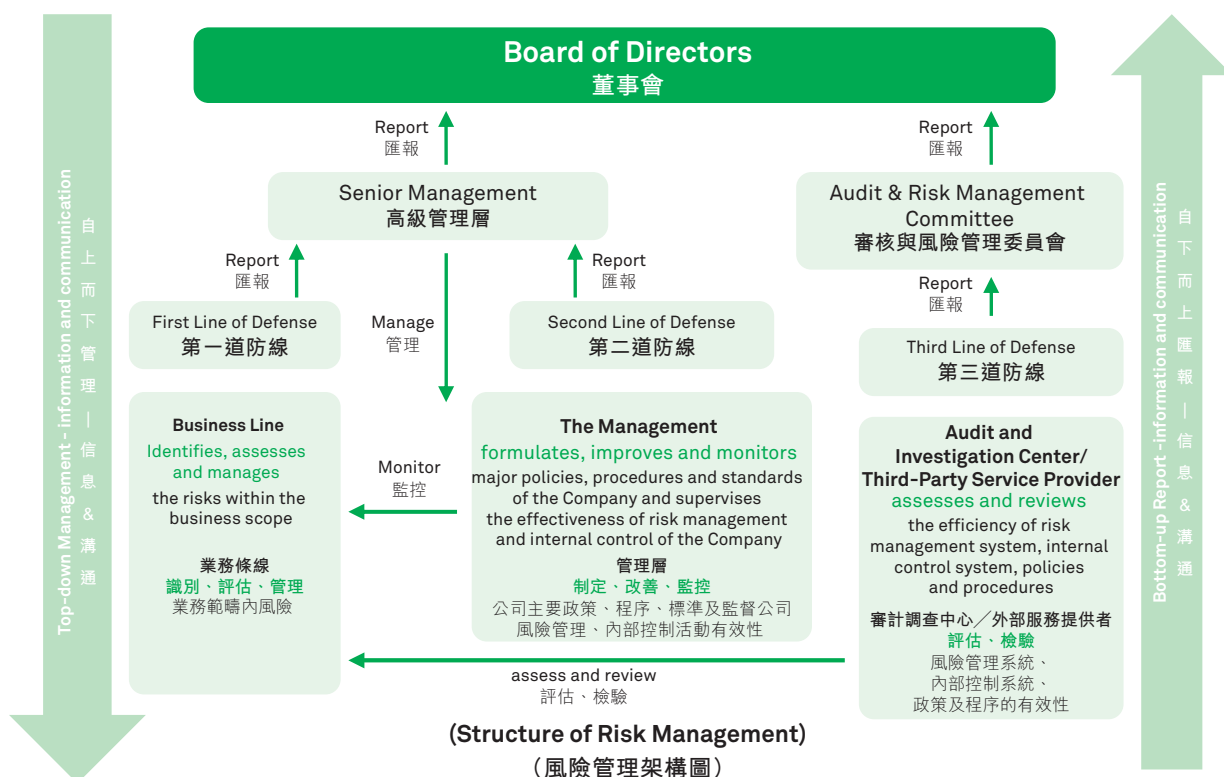 Board of Directors
董事會
Report
匯報
Report
匯報
Senior Management
高級管理層
Audit & Risk Management
Committee
審核與風險管理委員會
Report
匯報
Report
匯報
Report
匯報
First Line of Defense
第一道防線
Manage
管理
Second Line of Defense
第二道防線
Third Line of Defense
第三道防線
Business Line
Identifies, assesses
and manages
the risks within the
business scope
業務條線
識別、評估、管理
業務範疇內風險
Monitor
監控
The Management
formulates, improves and monitors
major policies, procedures and standards
of the Company and supervises
the effectiveness of risk management
and internal control of the Company
管理層
制定、改善、監控
公司主要政策、程序、標準及監督公司
風險管理、內部控制活動有效性
Audit and
Investigation Center/
Third-Party Service Provider
assesses and reviews
the efficiency of risk
management system, internal
control system, policies
and procedures
審計調查中心╱外部服務提供者
評估、檢驗
風險管理系統、
內部控制系統、
政策及程序的有效性
assess and review
評估、檢驗
Top-down Management - information and communication
自上而下管理|信息&溝通
Bottom-up Report -information and communication
自下而上匯報|信息&溝通
(Structure of Risk Management)
（風險管理架構圖）